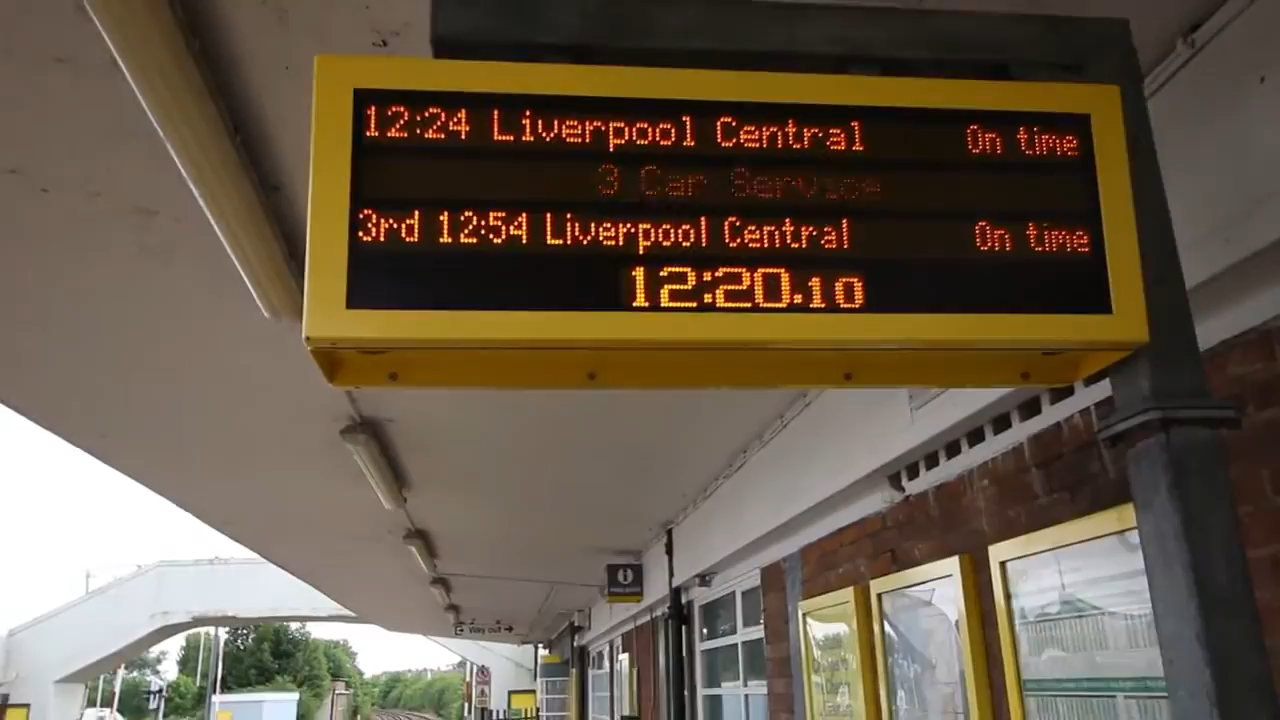 12:24 Liverpool Central On time
3 Car Service
3rd 12:54 Liverpool Central On time
12:20.10
i
Way out